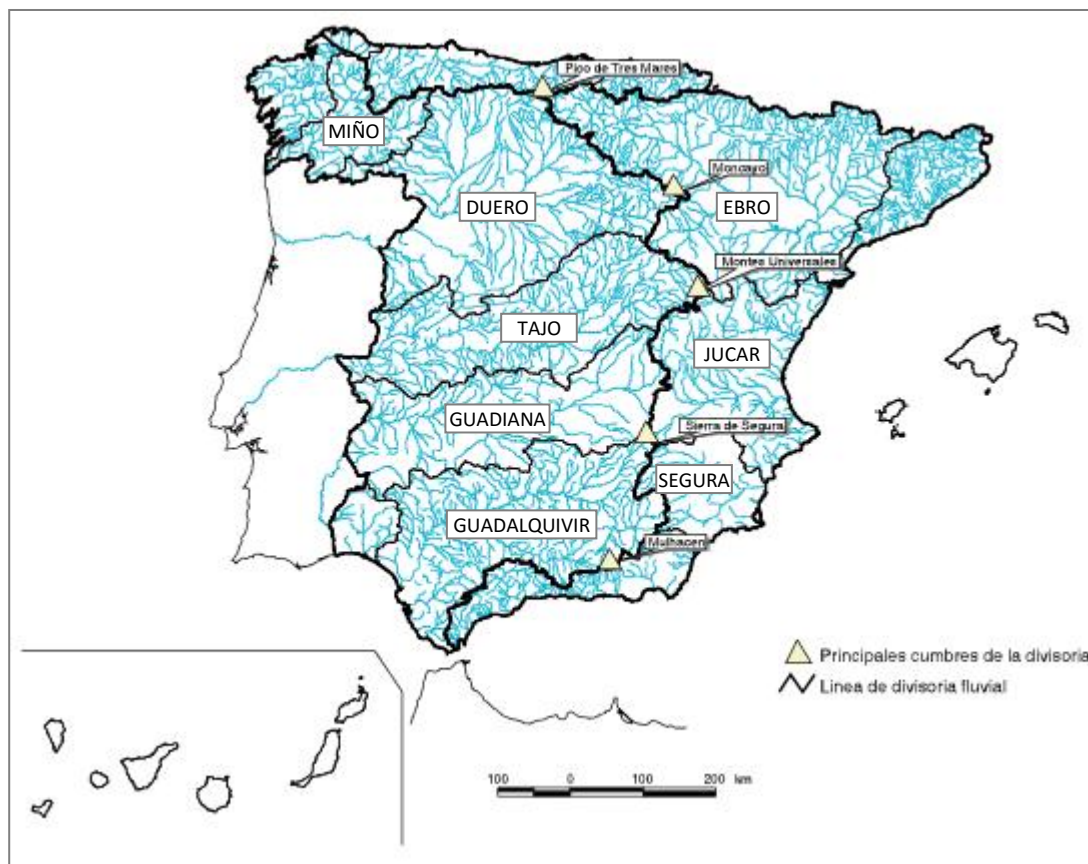 Pico de Tres Mares
MIÑO
Moncayo
DUERO
EBRO
Montes Universales
TAJO
JUCAR
GUADIANA
Sierra de Segura
SEGURA
GUADALQUIVIR
Mulhacen
Principales cumbres de la divisoria
Linea de divisoria fluvial
100 0 100 200 km